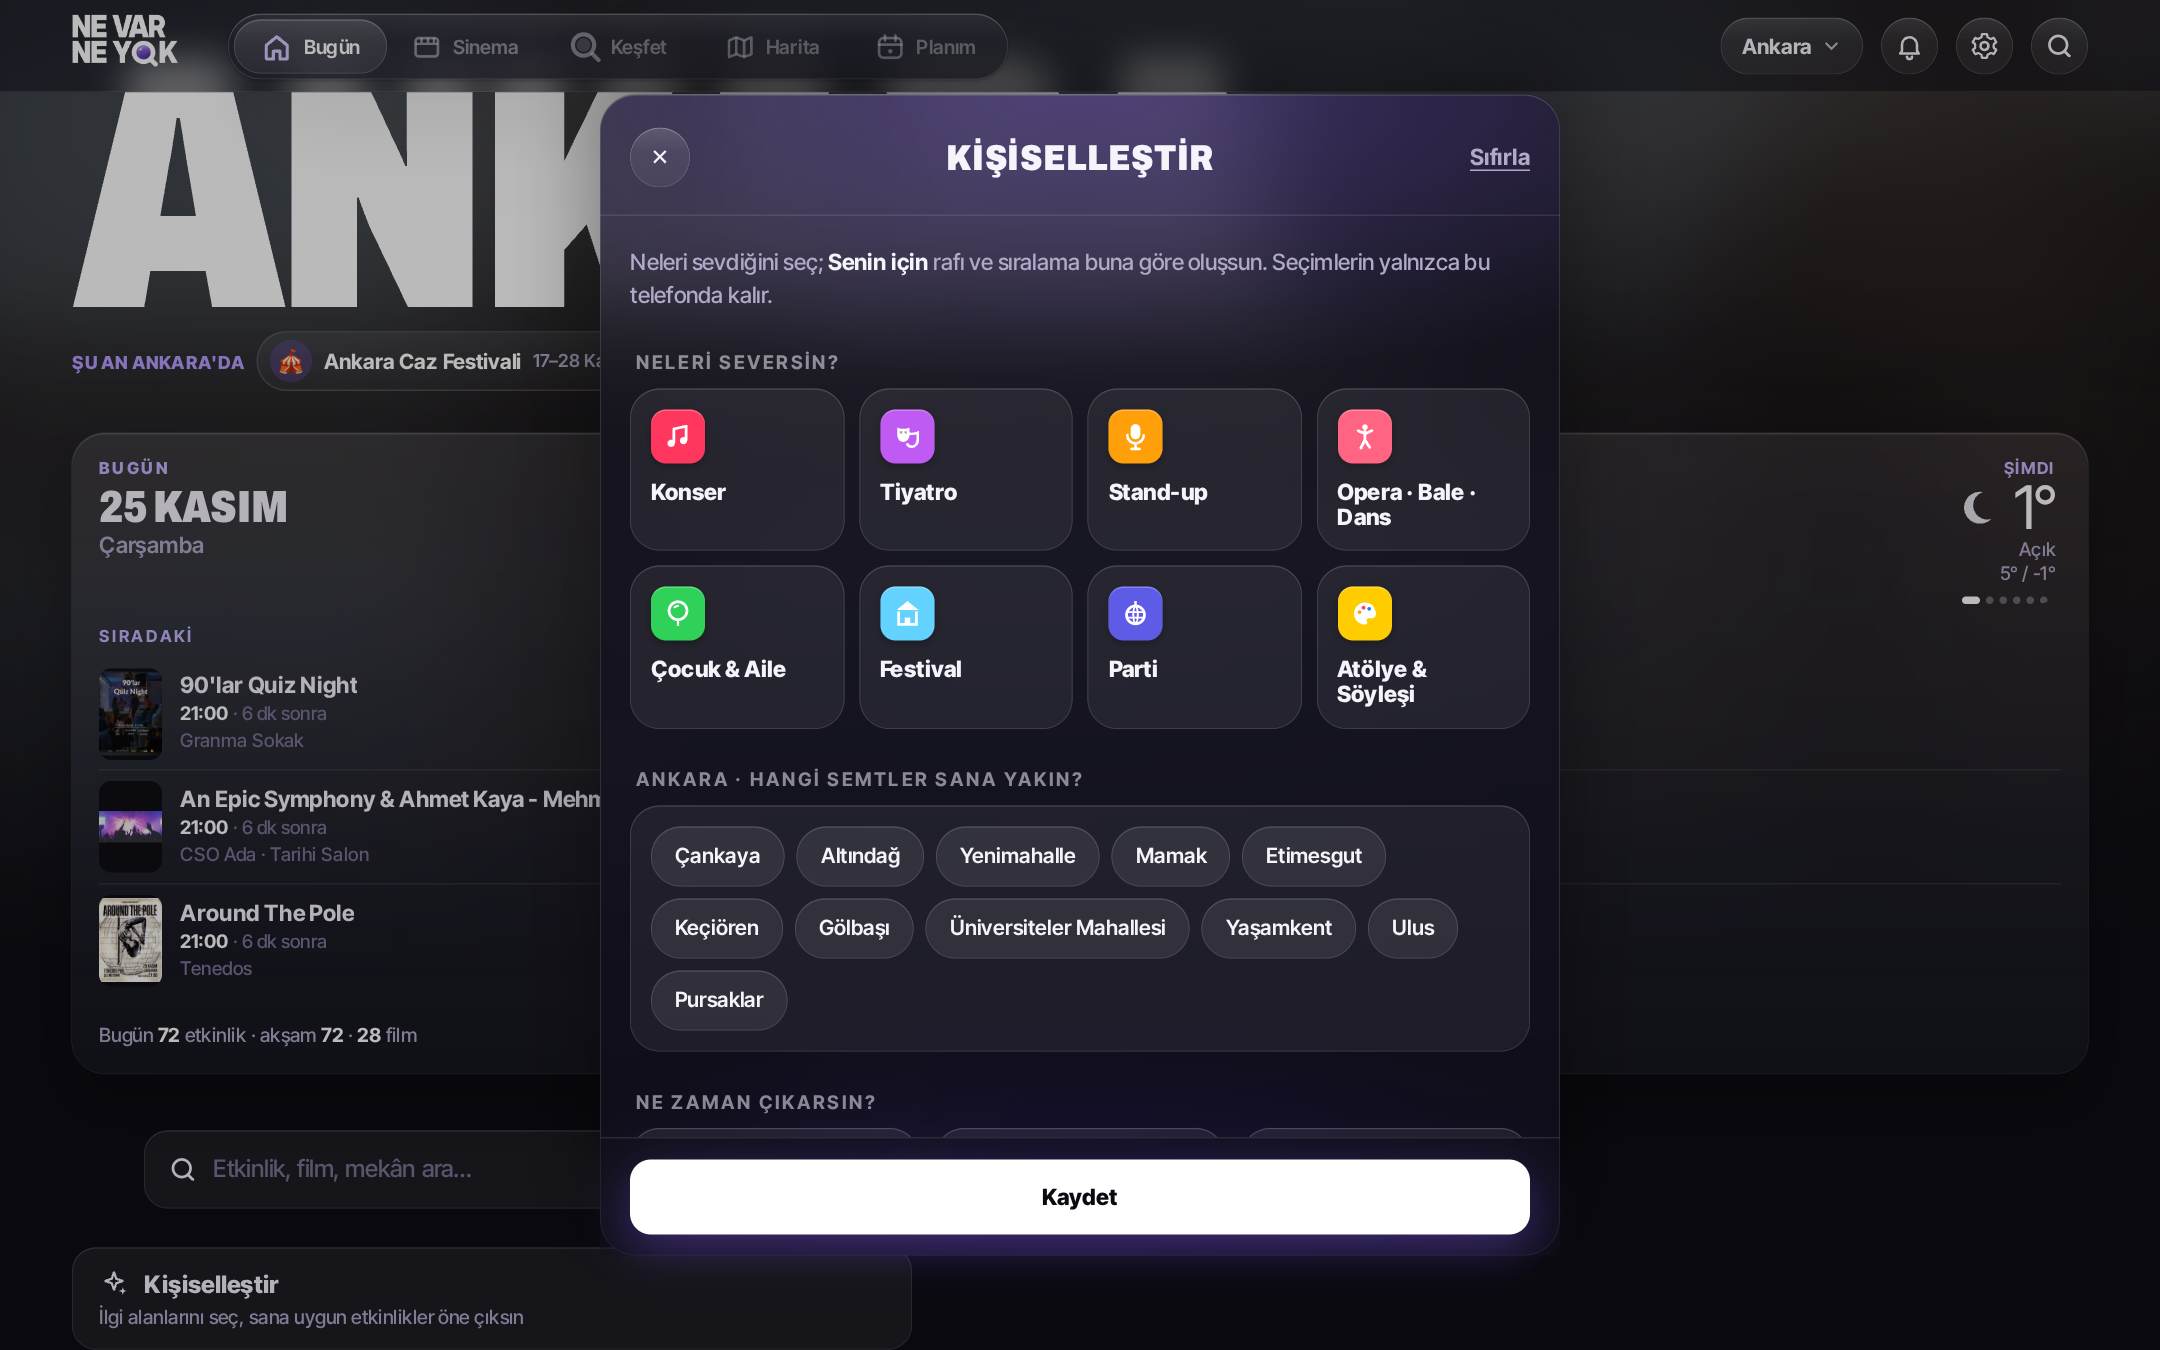 NE VAR
NE YOK
Bugün
Sinema
Keşfet
Harita
Planım
Ankara
KİŞİSELLEŞTİR
Sıfırla
Neleri sevdiğini seç; Senin için rafı ve sıralama buna göre oluşsun. Seçimlerin yalnızca bu
telefonda kalır.
NELERİ SEVERSİN?
Konser
Tiyatro
Stand-up
Opera · Bale ·
Dans
Çocuk & Aile
Festival
Parti
Atölye &
Söyleşi
ANKARA · HANGİ SEMTLER SANA YAKIN?
Çankaya
Altındağ
Yenimahalle
Mamak
Etimesgut
Keçiören
Gölbaşı
Üniversiteler Mahallesi
Yaşamkent
Ulus
Pursaklar
NE ZAMAN ÇIKARSIN?
Kaydet
ŞU AN ANKARA'DA
Ankara Caz Festivali 17–28 Ka
BUGÜN
25 KASIM
Çarşamba
ŞİMDİ
1°
Açık
5° / -1°
SIRADAKİ
90'lar Quiz Night
21:00 · 6 dk sonra
Granma Sokak
An Epic Symphony & Ahmet Kaya - Mehm
21:00 · 6 dk sonra
CSO Ada · Tarihi Salon
AROUND THE POLE
Around The Pole
21:00 · 6 dk sonra
Tenedos
Bugün 72 etkinlik · akşam 72 · 28 film
Etkinlik, film, mekân ara...
Kişiselleştir
İlgi alanlarını seç, sana uygun etkinlikler öne çıksın